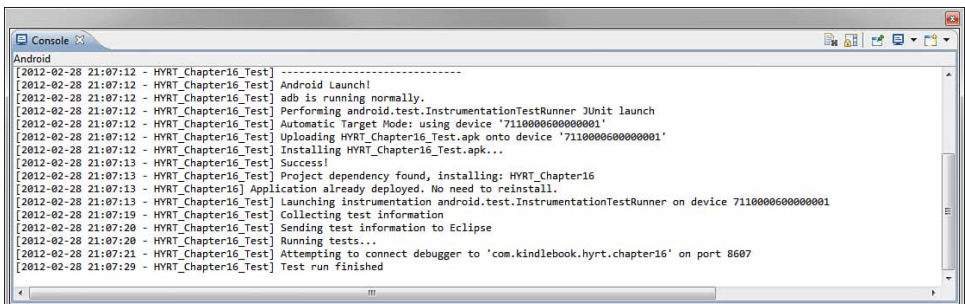 Console
Android
[2012-02-28 21:07:12 - HYRT_Chapter16_Test] ------------------------------
[2012-02-28 21:07:12 - HYRT_Chapter16_Test] Android Launch!
[2012-02-28 21:07:12 - HYRT_Chapter16_Test] adb is running normally.
[2012-02-28 21:07:12 - HYRT_Chapter16_Test] Performing android.test.InstrumentationTestRunner JUnit launch
[2012-02-28 21:07:12 - HYRT_Chapter16_Test] Automatic Target Mode: using device '7110000600000001'
[2012-02-28 21:07:12 - HYRT_Chapter16_Test] Uploading HYRT_Chapter16_Test.apk onto device '7110000600000001'
[2012-02-28 21:07:12 - HYRT_Chapter16_Test] Installing HYRT_Chapter16_Test.apk...
[2012-02-28 21:07:13 - HYRT_Chapter16_Test] Success!
[2012-02-28 21:07:13 - HYRT_Chapter16_Test] Project dependency found, installing: HYRT_Chapter16
[2012-02-28 21:07:13 - HYRT_Chapter16] Application already deployed. No need to reinstall.
[2012-02-28 21:07:13 - HYRT_Chapter16_Test] Launching instrumentation android.test.InstrumentationTestRunner on device 7110000600000001
[2012-02-28 21:07:19 - HYRT_Chapter16_Test] Collecting test information
[2012-02-28 21:07:20 - HYRT_Chapter16_Test] Sending test information to Eclipse
[2012-02-28 21:07:20 - HYRT_Chapter16_Test] Running tests...
[2012-02-28 21:07:21 - HYRT_Chapter16_Test] Attempting to connect debugger to 'com.kindlebook.hyrt.chapter16' on port 8607
[2012-02-28 21:07:29 - HYRT_Chapter16_Test] Test run finished